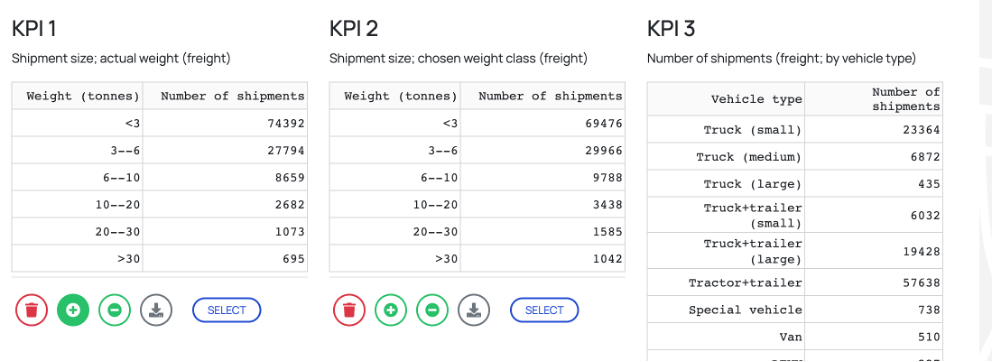 KPI 1
Shipment size; actual weight (freight)
Weight (tonnes) Number of shipments
<3 74392
3--6 27794
6--10 8659
10--20 2682
20--30 1073
>30 695
SELECT
KPI 2
Shipment size; chosen weight class (freight)
Weight (tonnes) Number of shipments
<3 69476
3--6 29966
6--10 9788
10--20 3438
20--30 1585
>30 1042
SELECT
KPI 3
Number of shipments (freight; by vehicle type)
Vehicle type Number of
shipments
Truck (small) 23364
Truck (medium) 6872
Truck (large) 435
Truck+trailer
(small) 6032
Truck+trailer
(large) 19428
Tractor+trailer 57638
Special vehicle 738
Van 510